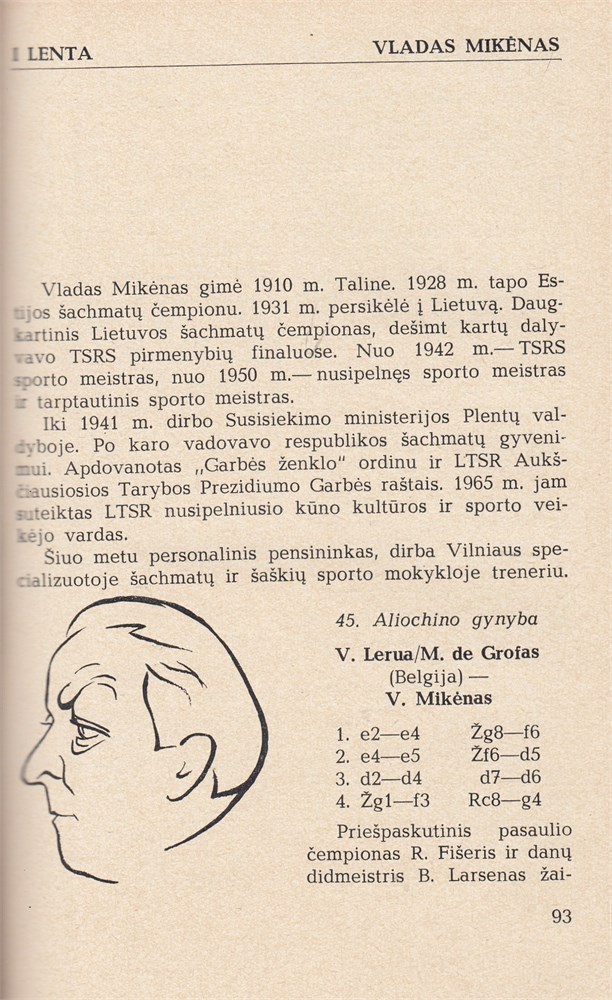 I LENTA
VLADAS MIKĖNAS
Vladas Mikėnas gimė 1910 m. Taline. 1928 m. tapo Es-
tijos šachmatų čempionu. 1931 m. persikėlė į Lietuvą. Daug-
kartinis Lietuvos šachmatų čempionas, dešimt kartų daly-
vavo TSRS pirmenybių finaluose. Nuo 1942 m.— TSRS
sporto meistras, nuo 1950 m.— nusipelnęs sporto meistras
ir tarptautinis sporto meistras.
Iki 1941 m. dirbo Susisiekimo ministerijos Plentų val-
dyboje. Po karo vadovavo respublikos šachmatų gyveni-
mui. Apdovanotas „Garbės ženklo" ordinu ir LTSR Aukš-
čiausiosios Tarybos Prezidiumo Garbės raštais. 1965 m. jam
suteiktas LTSR nusipelniusio kūno kultūros ir sporto vei-
kėjo vardas.
Šiuo metu personalinis pensininkas, dirba Vilniaus spe-
cializuotoje šachmatų ir šaškių sporto mokykloje treneriu.
45. Aliochino gynyba
V. Lerua/M. de Grofas
(Belgija) —
V. Mikėnas
1. e2—e4 Žg8—f6
2. e4—e5 Žf6—d5
3. d2—d4 d7—d6
4. Žg1—f3 Rc8—g4
Priešpaskutinis pasaulio
čempionas R. Fišeris ir danų
didmeistris B. Larsenas žai-
93